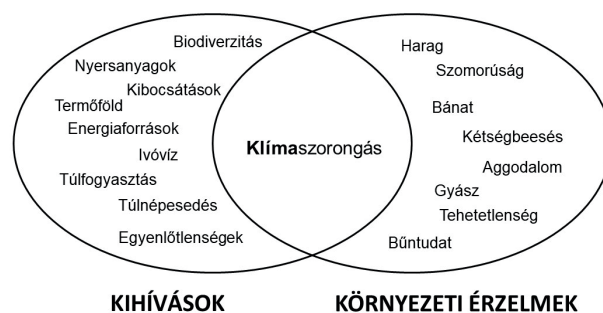 Biodiverzitás
Nyersanyagok
Kibocsátások
Termőföld
Energiaforrások
Ivóvíz
Túlfogyasztás
Túlnépesedés
Egyenlőtlenségek
Klímaszorongás
Harag
Szomorúság
Bánat
Kétségbeesés
Aggodalom
Gyász
Tehetetlenség
Bűntudat
KIHÍVÁSOK
KÖRNYEZETI ÉRZELMEK